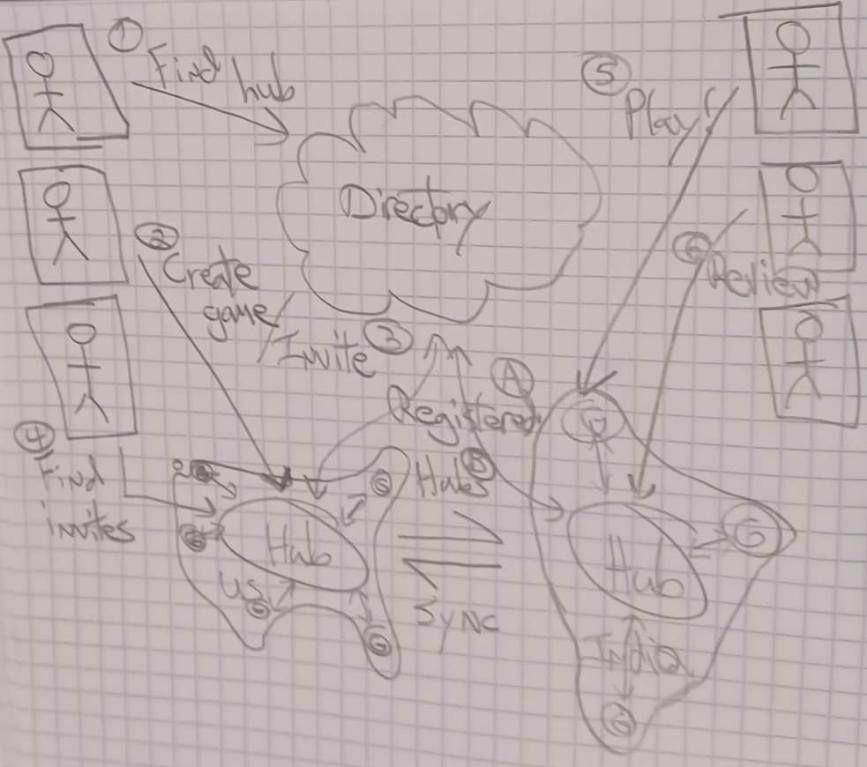 1
Find hub
5
Play!
Directory
2
Create
game/
Invite
3
6
Review
A
Registered
Hubs
B
4
Find
invites
G
G
Hub
US
G
G
G
Sync
G
Hub
G
India
G